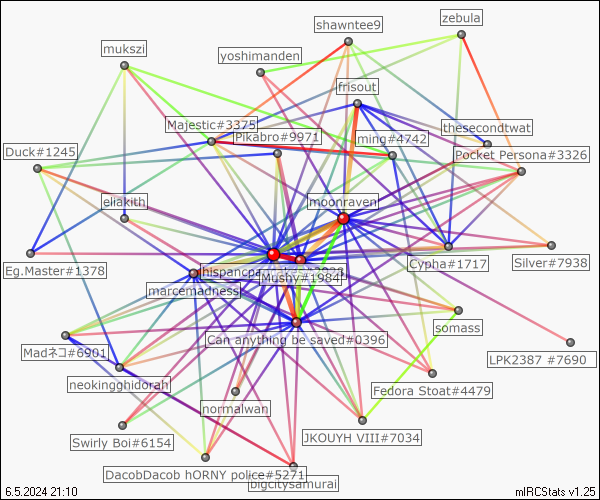 shawntee9
zebula
mukszi
yoshimanden
frisout
Majestic#3375
Pikabro#9971
ming#4742
thesecondtwat
Duck#1245
Pocket Persona#3326
eliakith
moonraven
Eg.Master#1378
Cypha#1717
Silver#7938
Mushy#1984
marcemadness
somass
Can anything be saved#0396
Madネコ#6901
LPK2387 #7690
neokingghidorah
Fedora Stoat#4479
normalwan
Swirly Boi#6154
JKOUYH VIII#7034
DacobDacob hORNY police#5271
bigcitysamurai
6.5.2024 21:10
mIRCStats v1.25